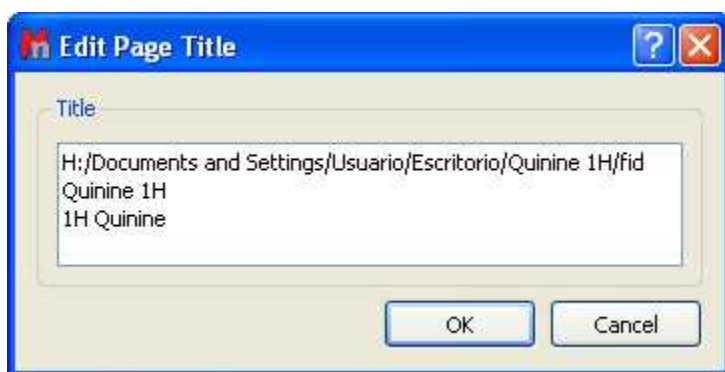 Edit Page Title
Title
H:/Documents and Settings/Usuario/Escritorio/Quinine 1H/fid
Quinine 1H
1H Quinine
OK
Cancel